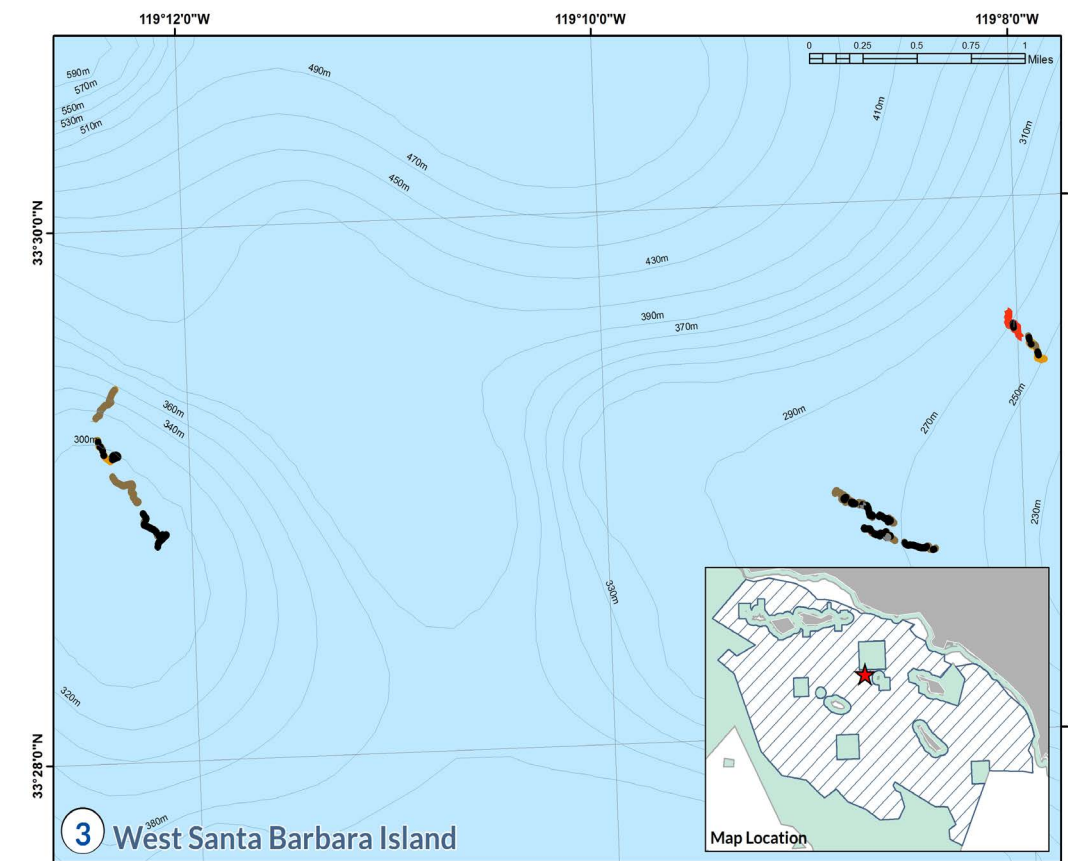 119°12'0"W
119°10'0"W
119°8'0"W
0
0.25
0.5
0.75
1
Miles
590m
570m
550m
530m
510m
490m
470m
450m
410m
310m
33°30'0"N
430m
390m
370m
360m
340m
300m
290m
270m
250m
230m
330m
320m
33°28'0"N
380m
3
West Santa Barbara Island
Map Location